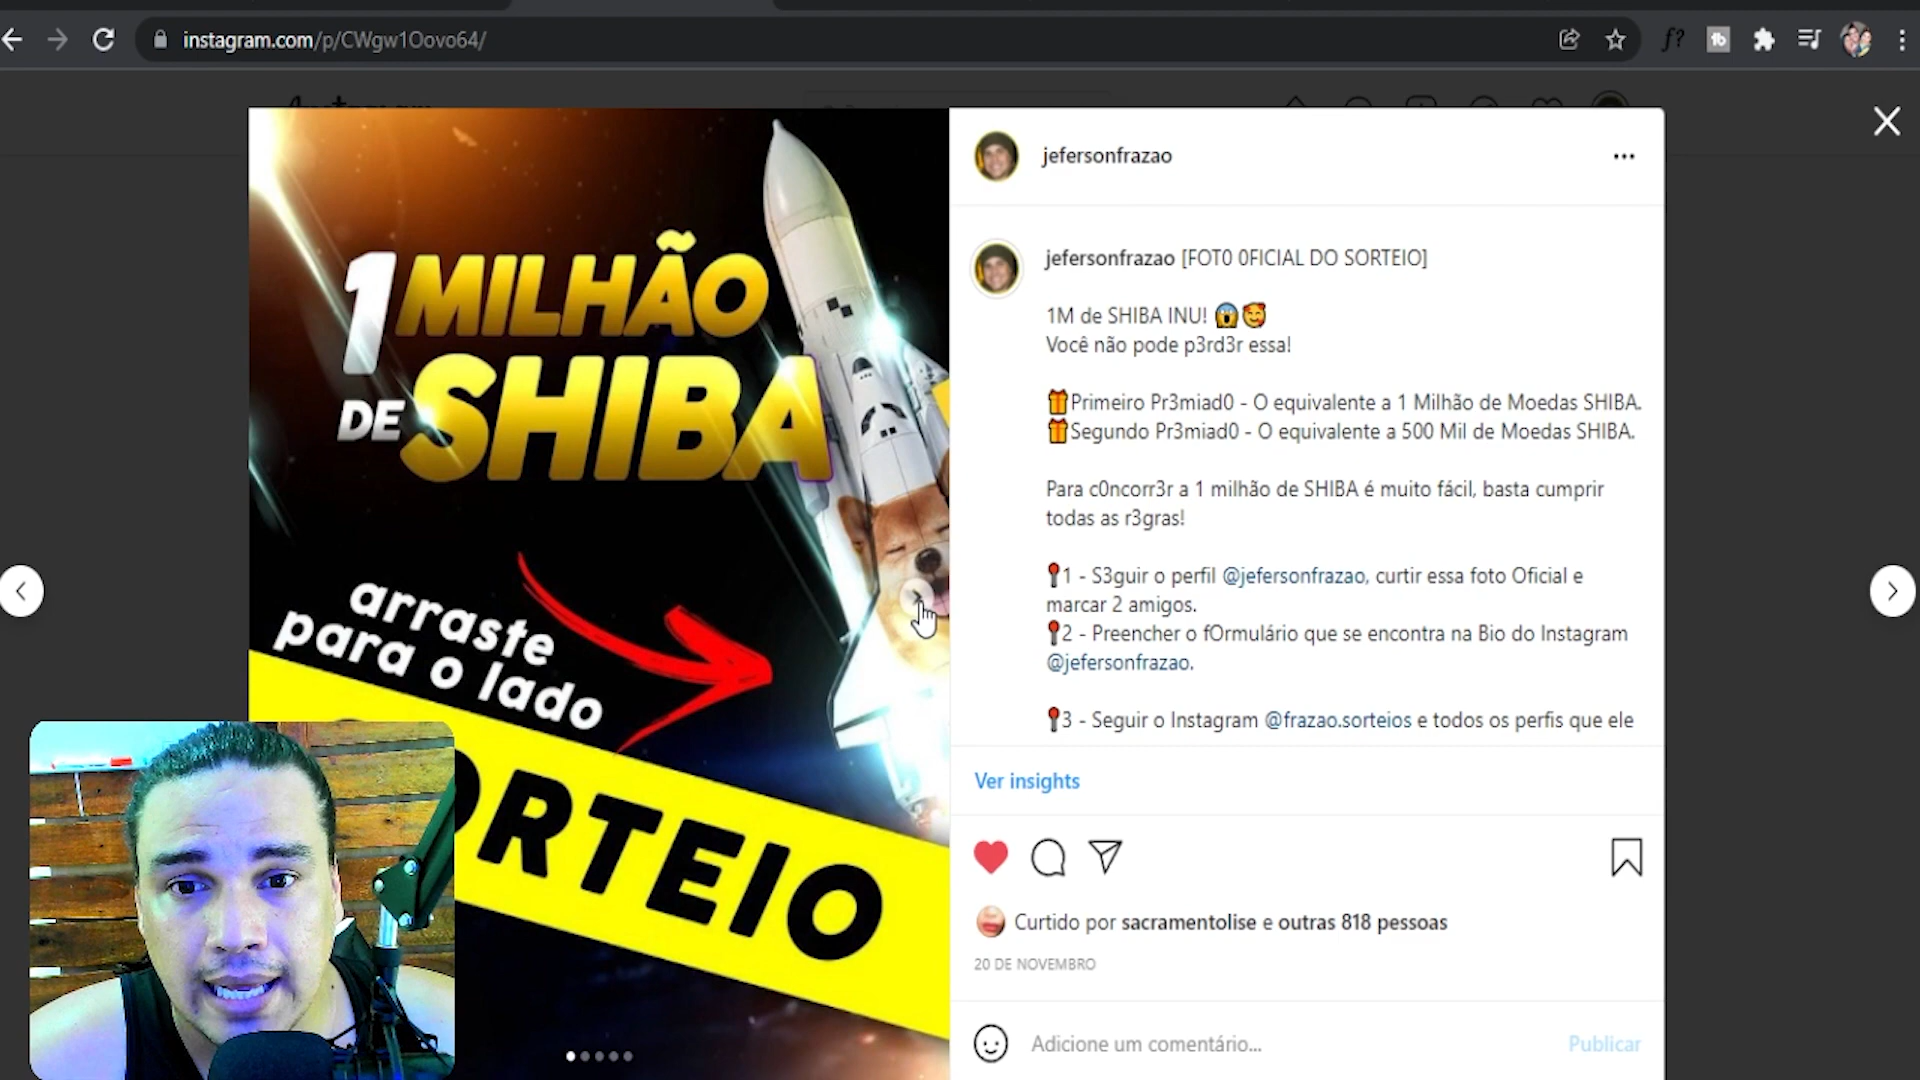 instagram.com/p/CWgw1Oovo64/
1 MILHÃO
DE SHIBA
arraste
para o lado
ORTEIO
jefersonfrazao
jefersonfrazao [FOT0 0FICIAL DO SORTEIO]
1M de SHIBA INU! 😱🥰
Você não pode p3rd3r essa!
🎁Primeiro Pr3miad0 - O equivalente a 1 Milhão de Moedas SHIBA.
🎁Segundo Pr3miad0 - O equivalente a 500 Mil de Moedas SHIBA.
Para c0ncorr3r a 1 milhão de SHIBA é muito fácil, basta cumprir
todas as r3gras!
📍1 - S3guir o perfil @jefersonfrazao, curtir essa foto Oficial e
marcar 2 amigos.
📍2 - Preencher o f0rmulário que se encontra na Bio do Instagram
@jefersonfrazao.
📍3 - Seguir o Instagram @frazao.sorteios e todos os perfis que ele
Ver insights
Curtido por sacramentolise e outras 818 pessoas
20 DE NOVEMBRO
Adicione um comentário...
Publicar